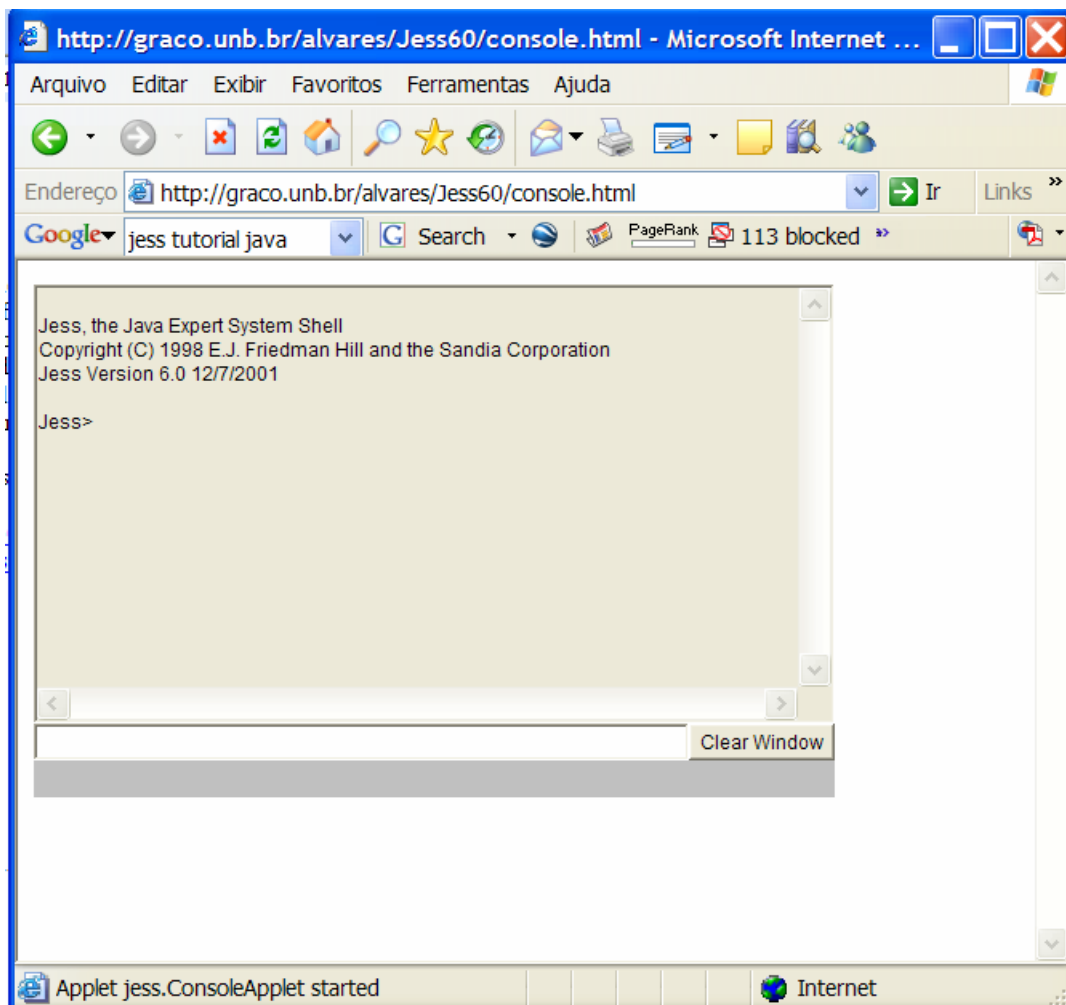 http://graco.unb.br/alvares/Jess60/console.html - Microsoft Internet ...
Arquivo Editar Exibir Favoritos Ferramentas Ajuda
Endereço http://graco.unb.br/alvares/Jess60/console.html Ir Links »
Google jess tutorial java G Search PageRank 113 blocked »
Jess, the Java Expert System Shell
Copyright (C) 1998 E.J. Friedman Hill and the Sandia Corporation
Jess Version 6.0 12/7/2001
Jess>
Clear Window
Applet jess.ConsoleApplet started Internet